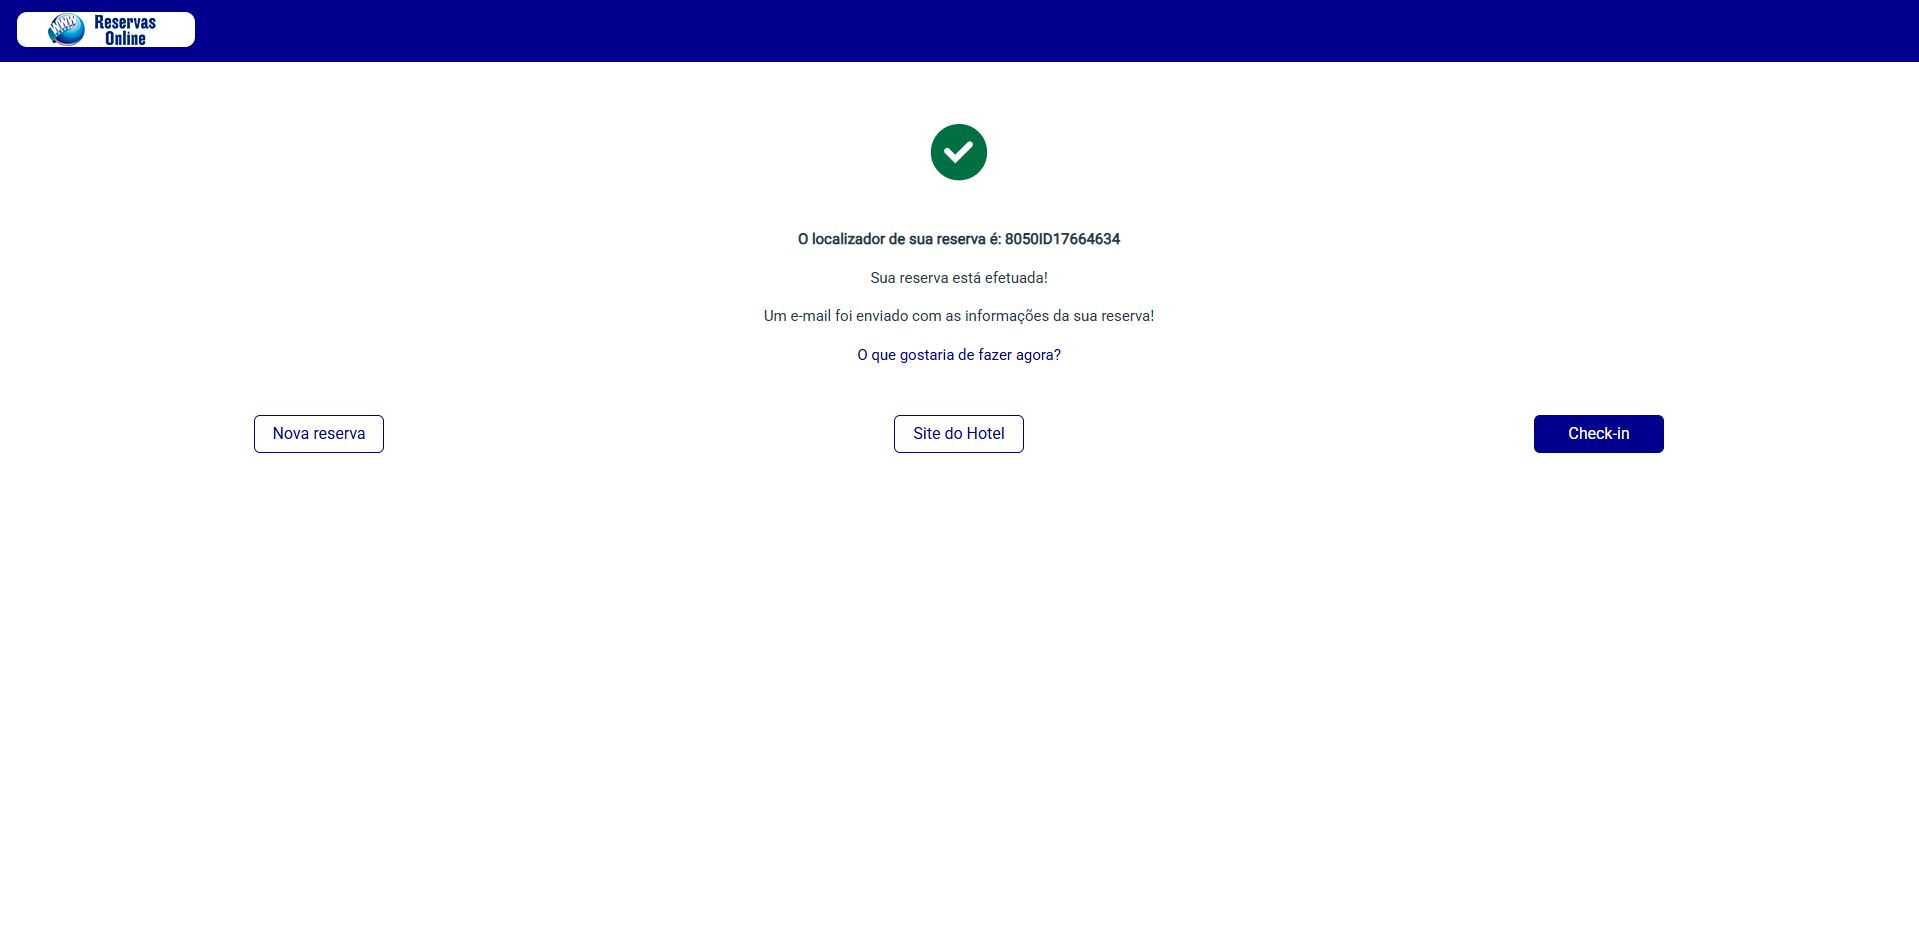 WWW Reservas
Online
O localizador de sua reserva é: 8050ID17664634
Sua reserva está efetuada!
Um e-mail foi enviado com as informações da sua reserva!
O que gostaria de fazer agora?
Nova reserva
Site do Hotel
Check-in